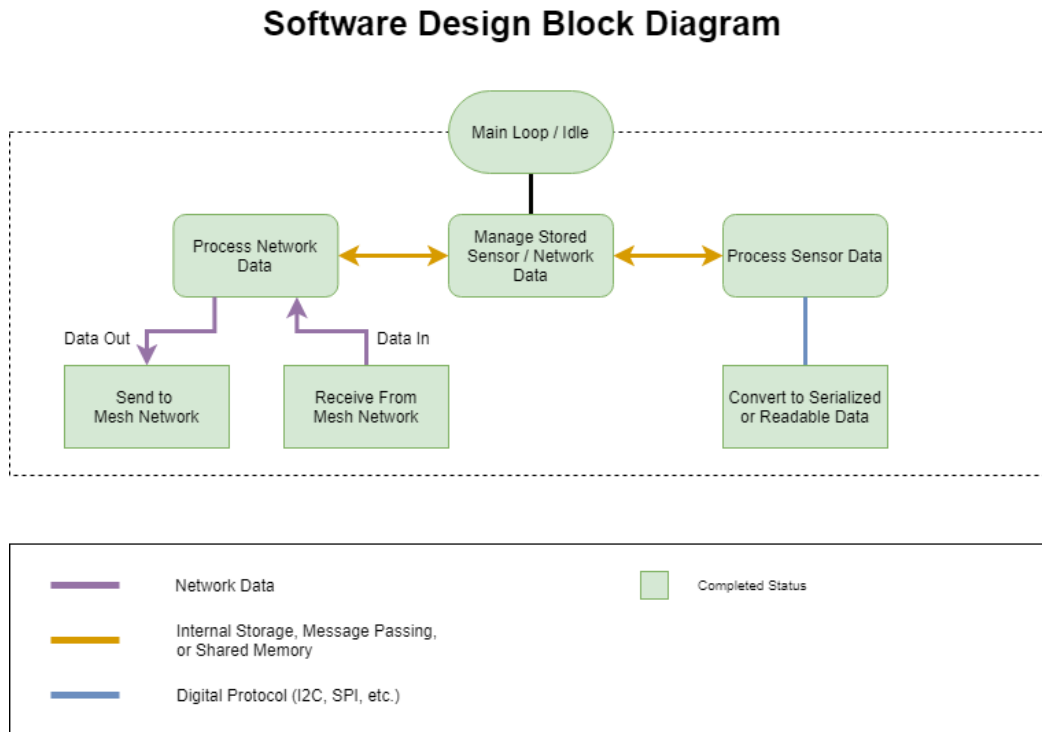 Software Design Block Diagram
Main Loop / Idle
Process Network
Data
Manage Stored
Sensor / Network
Data
Process Sensor Data
Data Out
Data In
Send to
Mesh Network
Receive From
Mesh Network
Convert to Serialized
or Readable Data
Network Data
Completed Status
Internal Storage, Message Passing,
or Shared Memory
Digital Protocol (I2C, SPI, etc.)